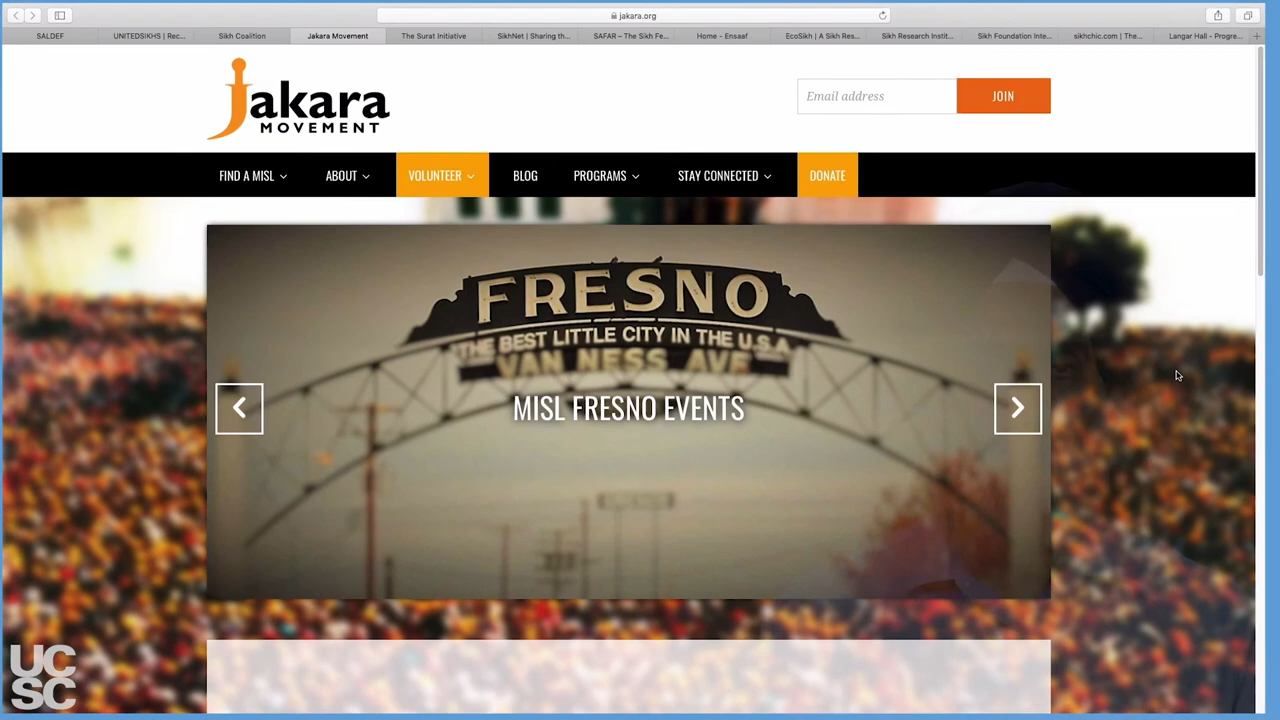 jakara.org
SALDEF
UNITEDSIKHS | Rec...
Sikh Coalition
Jakara Movement
The Surat Initiative
SikhNet | Sharing th...
SAFAR – The Sikh Fe...
Home - Ensaaf
EcoSikh | A Sikh Res...
Sikh Research Instit...
Sikh Foundation Inte...
sikhchic.com | The...
Langar Hall - Progre...
Jakara
MOVEMENT
Email address
JOIN
FIND A MISL
ABOUT
VOLUNTEER
BLOG
PROGRAMS
STAY CONNECTED
DONATE
FRESNO
THE BEST LITTLE CITY IN THE U.S.A.
VAN NESS AVE
MISL FRESNO EVENTS
UC
SC